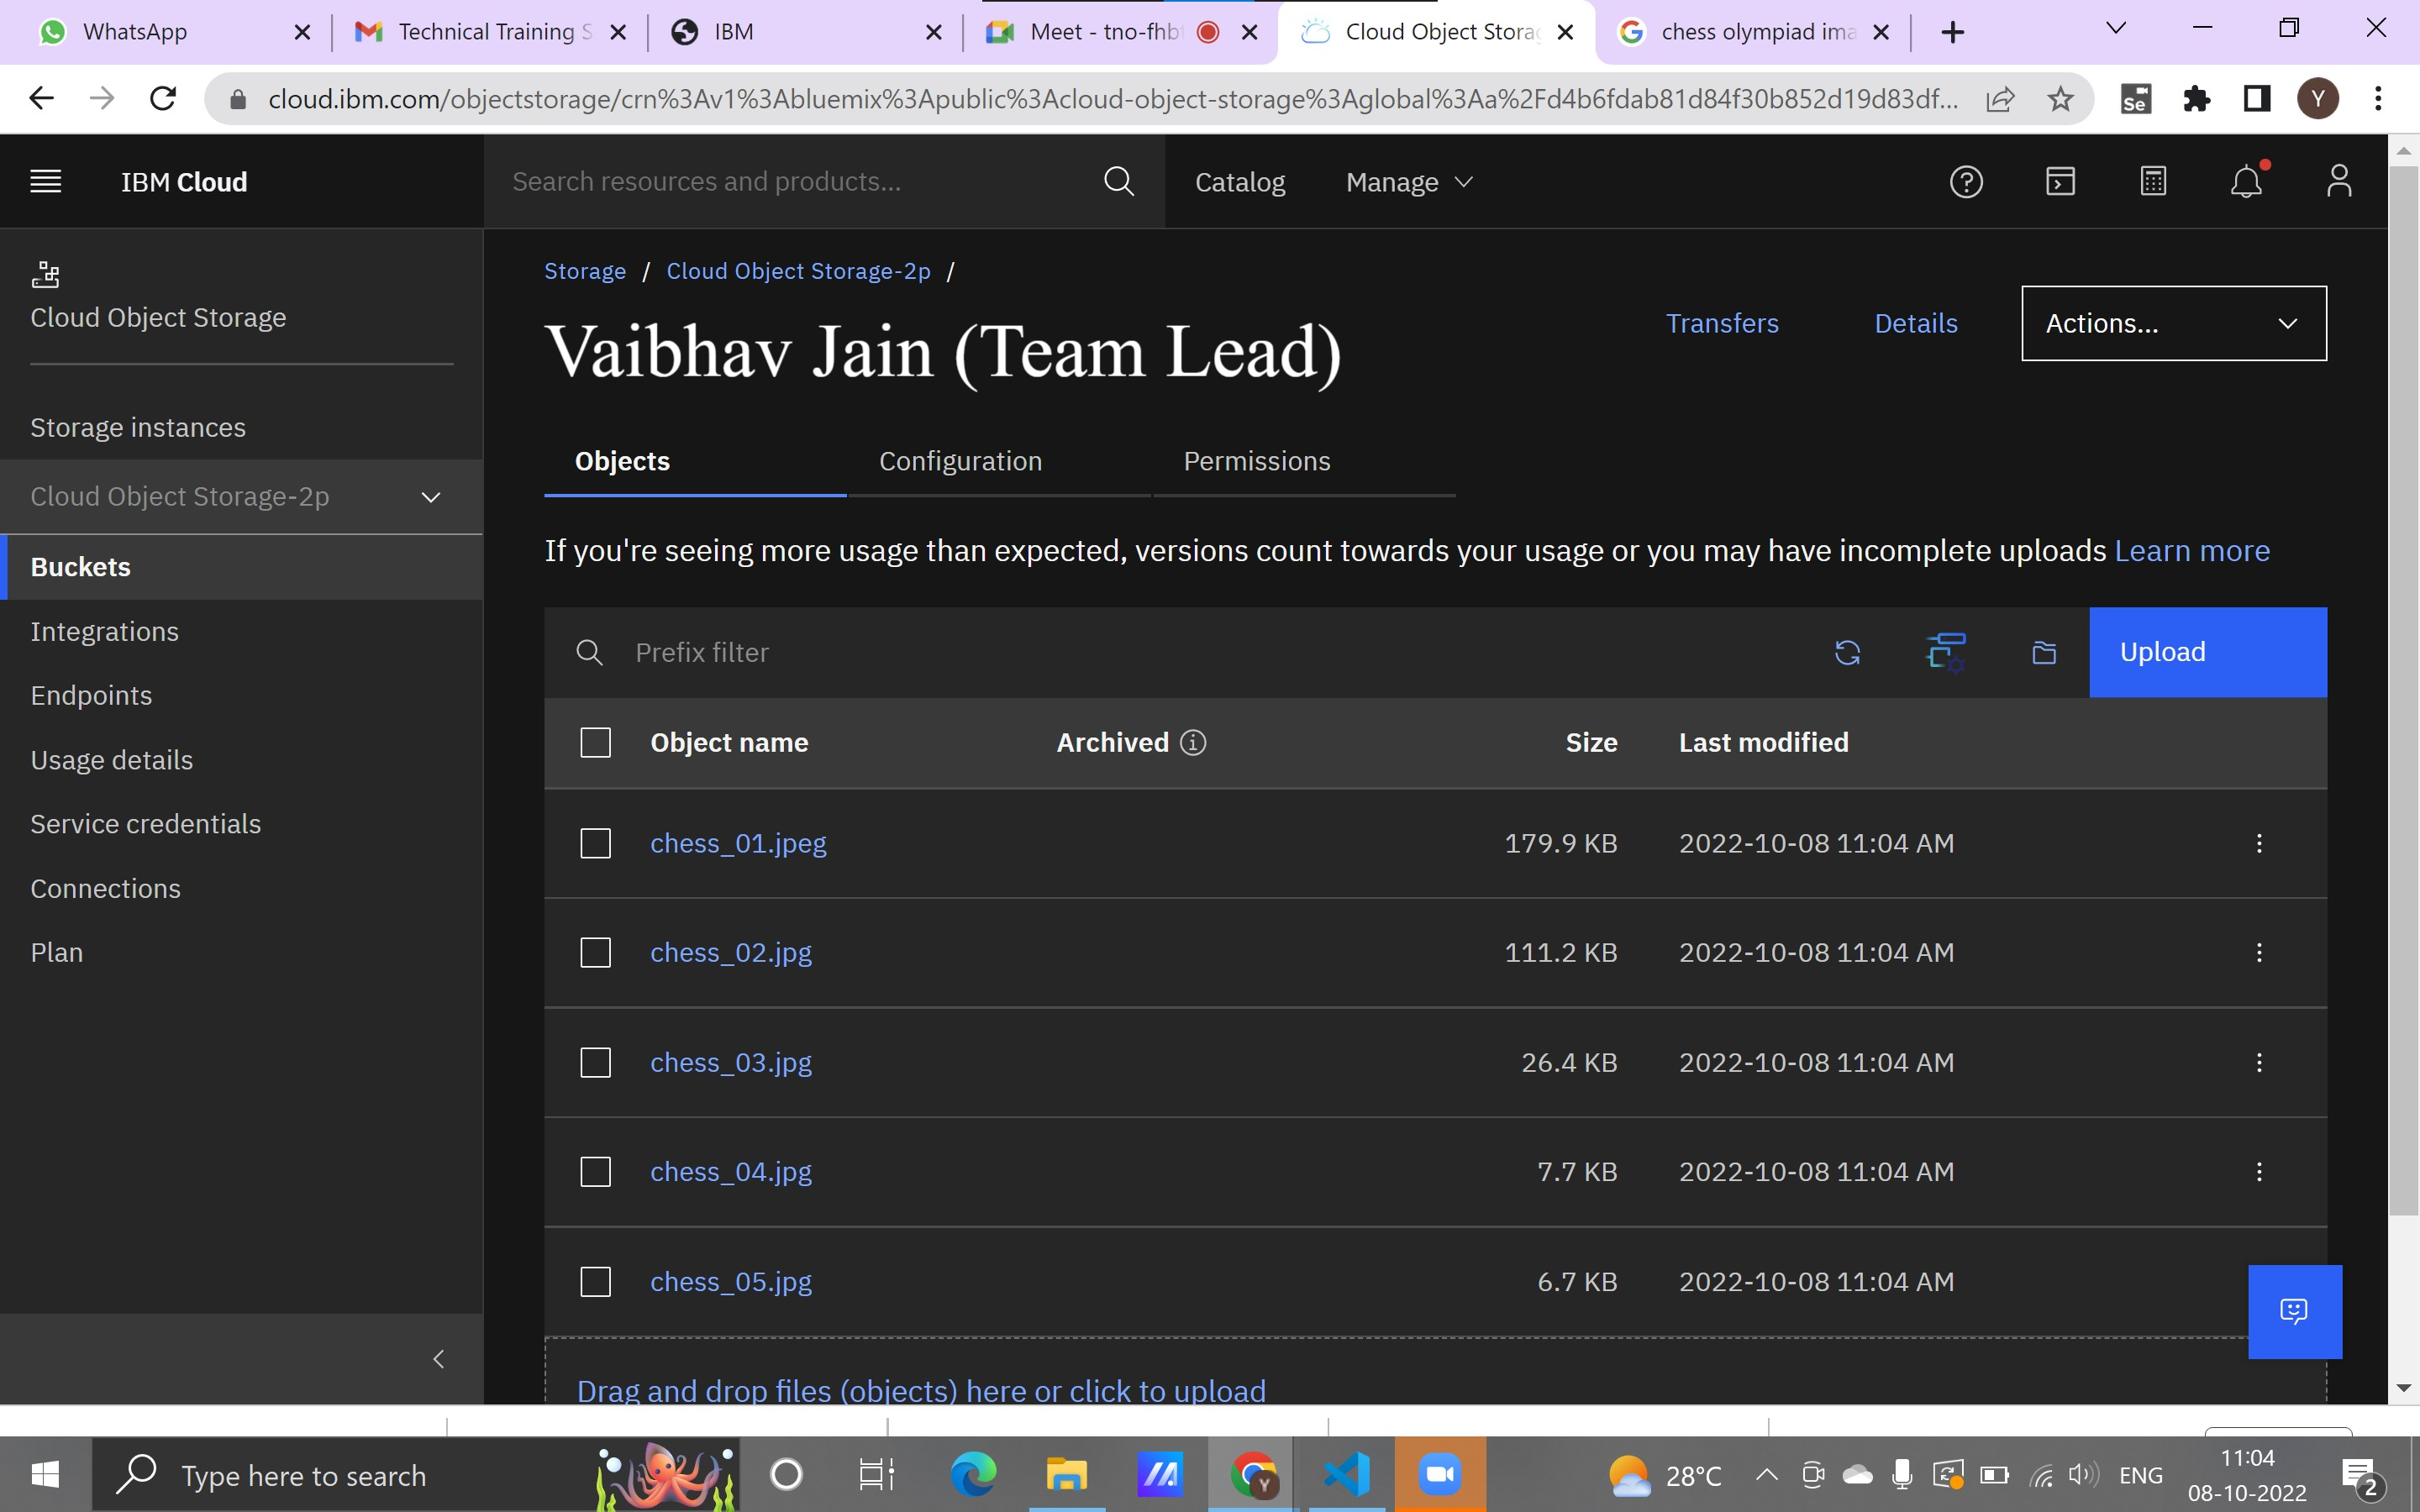 WhatsApp
Technical Training S
IBM
Meet - tno-fhb
Cloud Object Stora
chess olympiad ima
cloud.ibm.com/objectstorage/crn%3Av1%3Abluemix%3Apublic%3Acloud-object-storage%3Aglobal%3Aa%2Fd4b6fdab81d84f30b852d19d83df...
Se
Y
IBM Cloud
Search resources and products...
Catalog
Manage
Cloud Object Storage
Storage instances
Cloud Object Storage-2p
Buckets
Integrations
Endpoints
Usage details
Service credentials
Connections
Plan
Storage / Cloud Object Storage-2p /
Vaibhav Jain (Team Lead)
Transfers
Details
Actions...
Objects
Configuration
Permissions
If you're seeing more usage than expected, versions count towards your usage or you may have incomplete uploads Learn more
Prefix filter
Upload
Object name Archived Size Last modified
chess_01.jpeg 179.9 KB 2022-10-08 11:04 AM
chess_02.jpg 111.2 KB 2022-10-08 11:04 AM
chess_03.jpg 26.4 KB 2022-10-08 11:04 AM
chess_04.jpg 7.7 KB 2022-10-08 11:04 AM
chess_05.jpg 6.7 KB 2022-10-08 11:04 AM
Drag and drop files (objects) here or click to upload
Type here to search
Y
28°C
ENG
11:04
08-10-2022
2